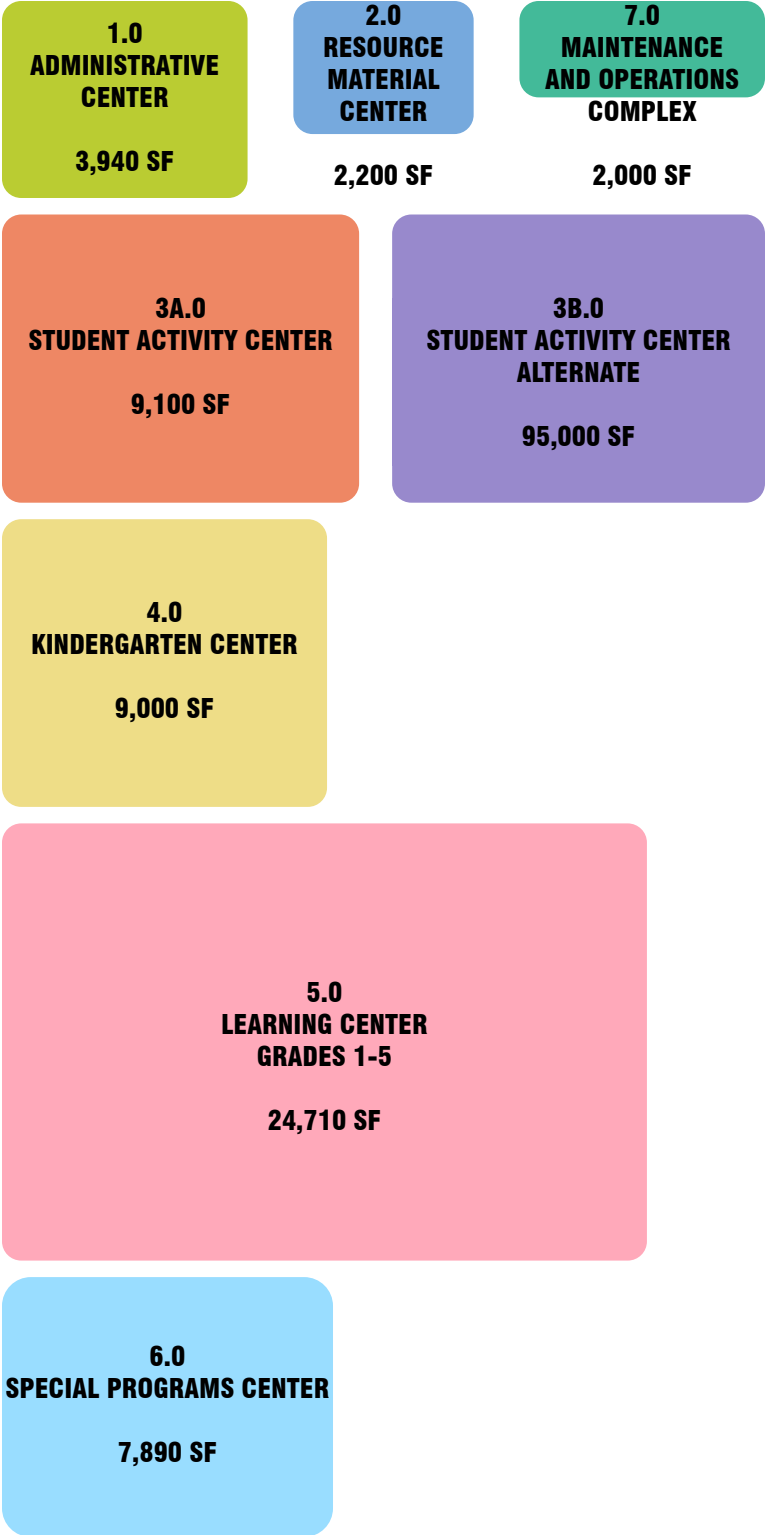 1.0
ADMINISTRATIVE
CENTER
3,940 SF
2.0
RESOURCE
MATERIAL
CENTER
2,200 SF
7.0
MAINTENANCE
AND OPERATIONS
COMPLEX
2,000 SF
3A.0
STUDENT ACTIVITY CENTER
9,100 SF
3B.0
STUDENT ACTIVITY CENTER
ALTERNATE
95,000 SF
4.0
KINDERGARTEN CENTER
9,000 SF
5.0
LEARNING CENTER
GRADES 1-5
24,710 SF
6.0
SPECIAL PROGRAMS CENTER
7,890 SF